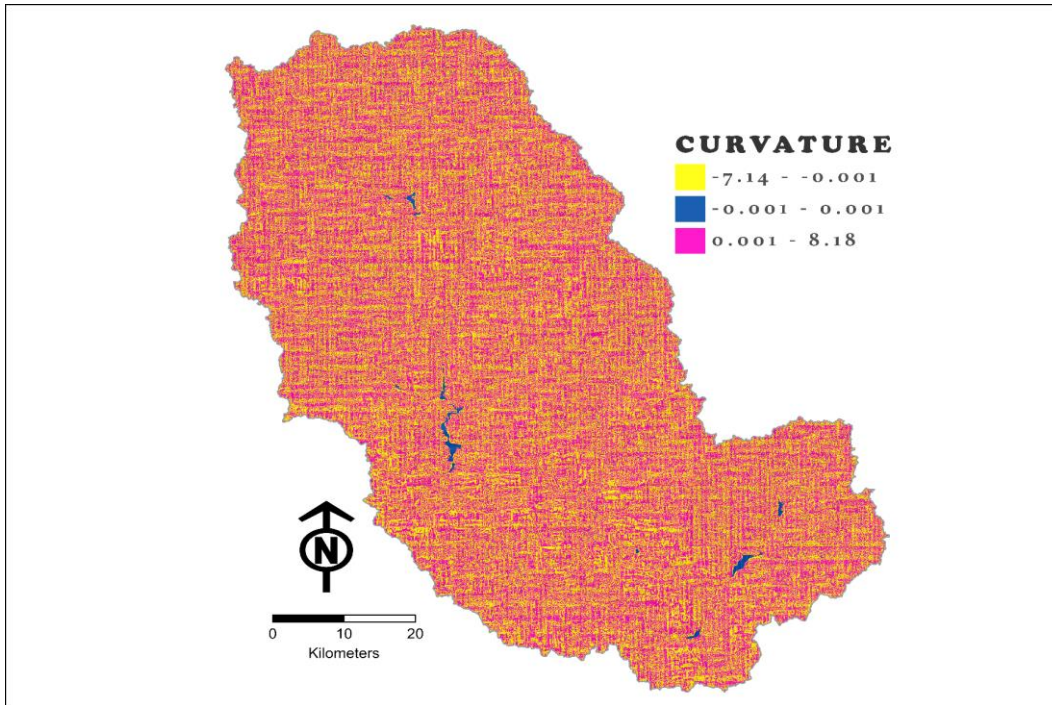 CURVATURE
-7.14 - -0.001
-0.001 - 0.001
0.001 - 8.18
N
0 10 20
Kilometers